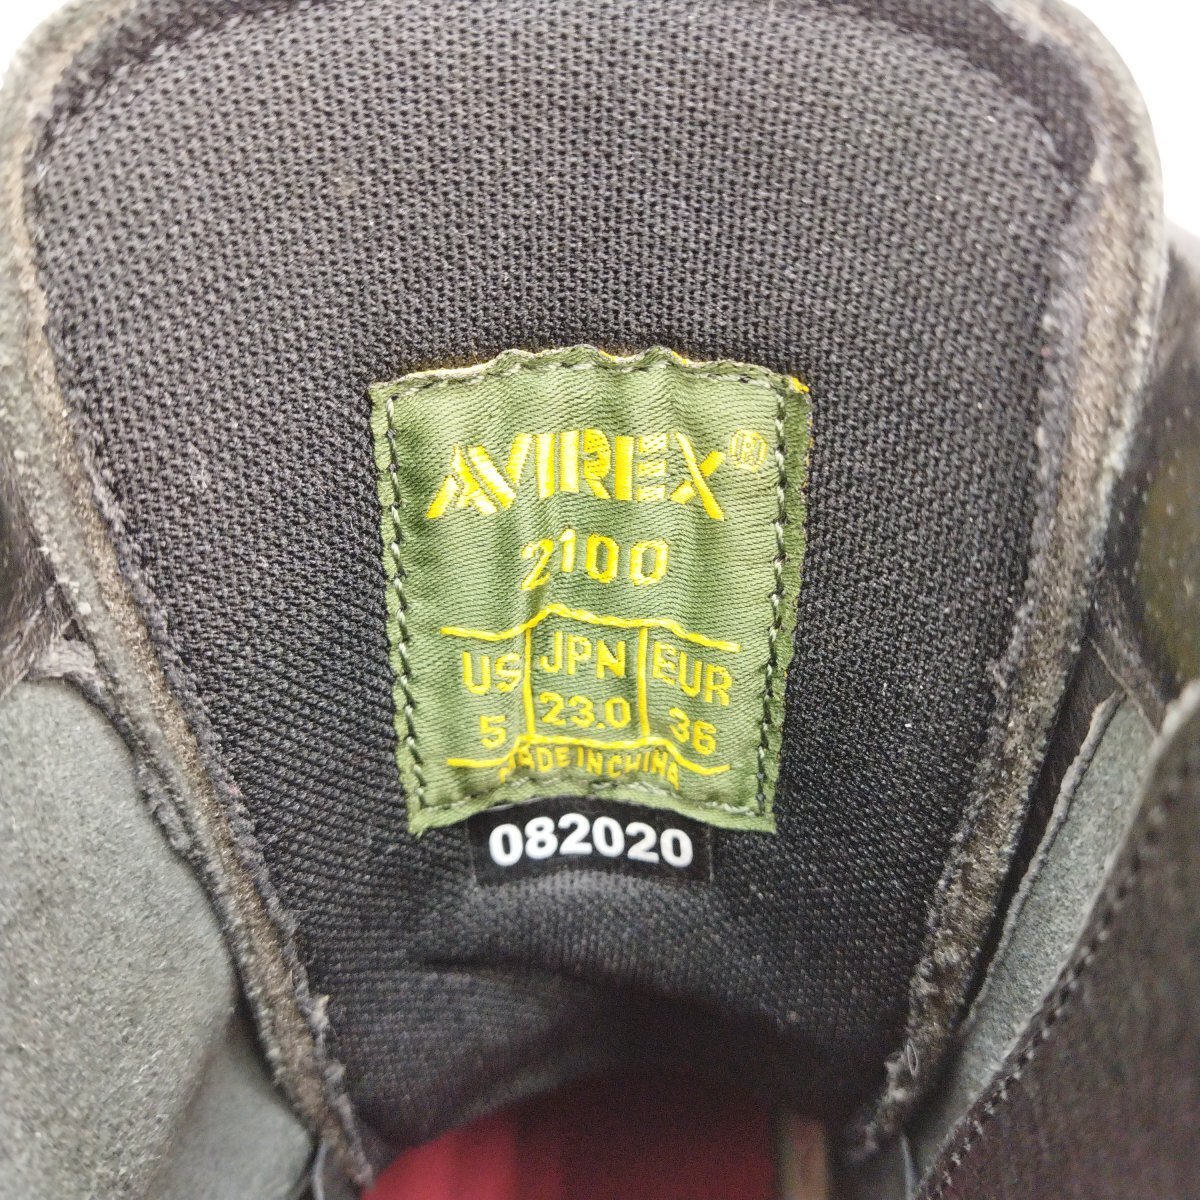 AVIREX®
2100
US JPN EUR
5 23.0 36
MADE IN CHINA
082020